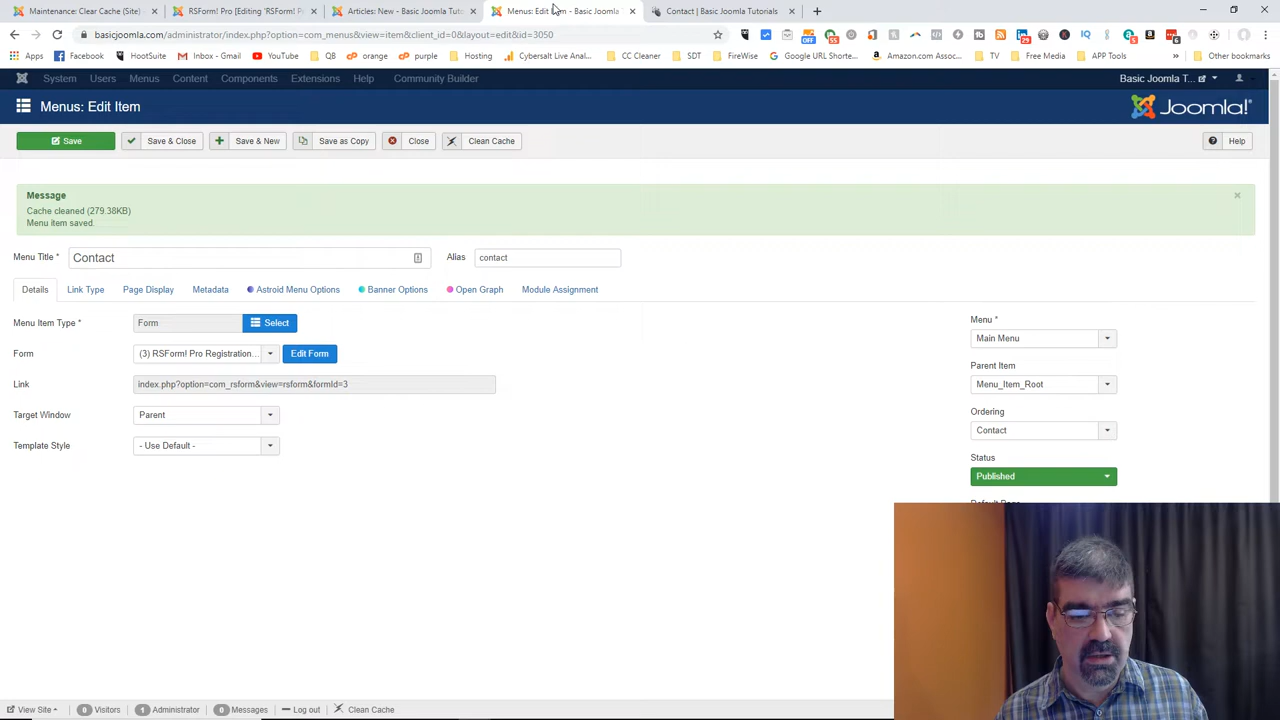 Maintenance: Clear Cache (Site)
RSForm! Pro [Editing 'RSForm! P
Articles: New - Basic Joomla Tuto
Menus: Edit Item - Basic Joomla
Contact | Basic Joomla Tutorials
basicjoomla.com/administrator/index.php?option=com_menus&view=item&client_id=0&layout=edit&id=3050
Apps Facebook HootSuite Inbox - Gmail YouTube QB orange purple Hosting Cybersalt Live Anal... CC Center SDT FireWise Google URL Shorte... Amazon.com Assoc... TV Free Media APP Tools » Other bookmarks
System Users Menus Content Components Extensions Help Community Builder Basic Joomla T...
Menus: Edit Item Joomla!
Save Save & Close Save & New Save as Copy Close Clean Cache Help
Message
Cache cleaned (279.38KB)
Menu item saved.
Menu Title * Contact Alias contact
Details Link Type Page Display Metadata Astroid Menu Options Banner Options Open Graph Module Assignment
Menu Item Type * Form Select
Form (3) RSForm! Pro Registration... Edit Form
Link index.php?option=com_rsform&view=rsform&formId=3
Target Window Parent
Template Style - Use Default -
Menu *
Main Menu
Parent Item
Menu_Item_Root
Ordering
Contact
Status
Published
View Site 0 Visitors 1 Administrator 0 Messages Log out Clean Cache